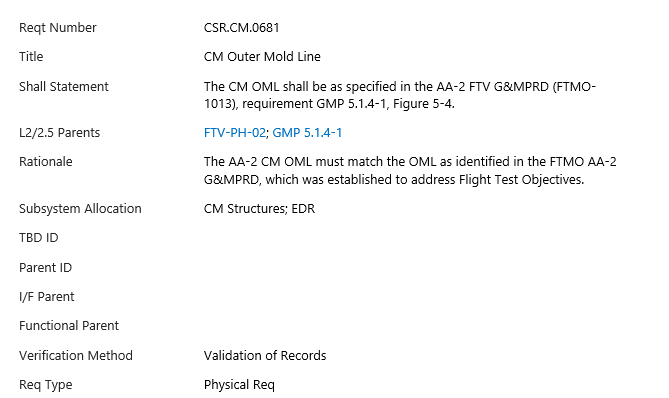 Reqt Number CSR.CM.0681
Title CM Outer Mold Line
Shall Statement The CM OML shall be as specified in the AA-2 FTV G&MPRD (FTMO-
1013), requirement GMP 5.1.4-1, Figure 5-4.
L2/2.5 Parents FTV-PH-02; GMP 5.1.4-1
Rationale The AA-2 CM OML must match the OML as identified in the FTMO AA-2
G&MPRD, which was established to address Flight Test Objectives.
Subsystem Allocation CM Structures; EDR
TBD ID
Parent ID
I/F Parent
Functional Parent
Verification Method Validation of Records
Req Type Physical Req